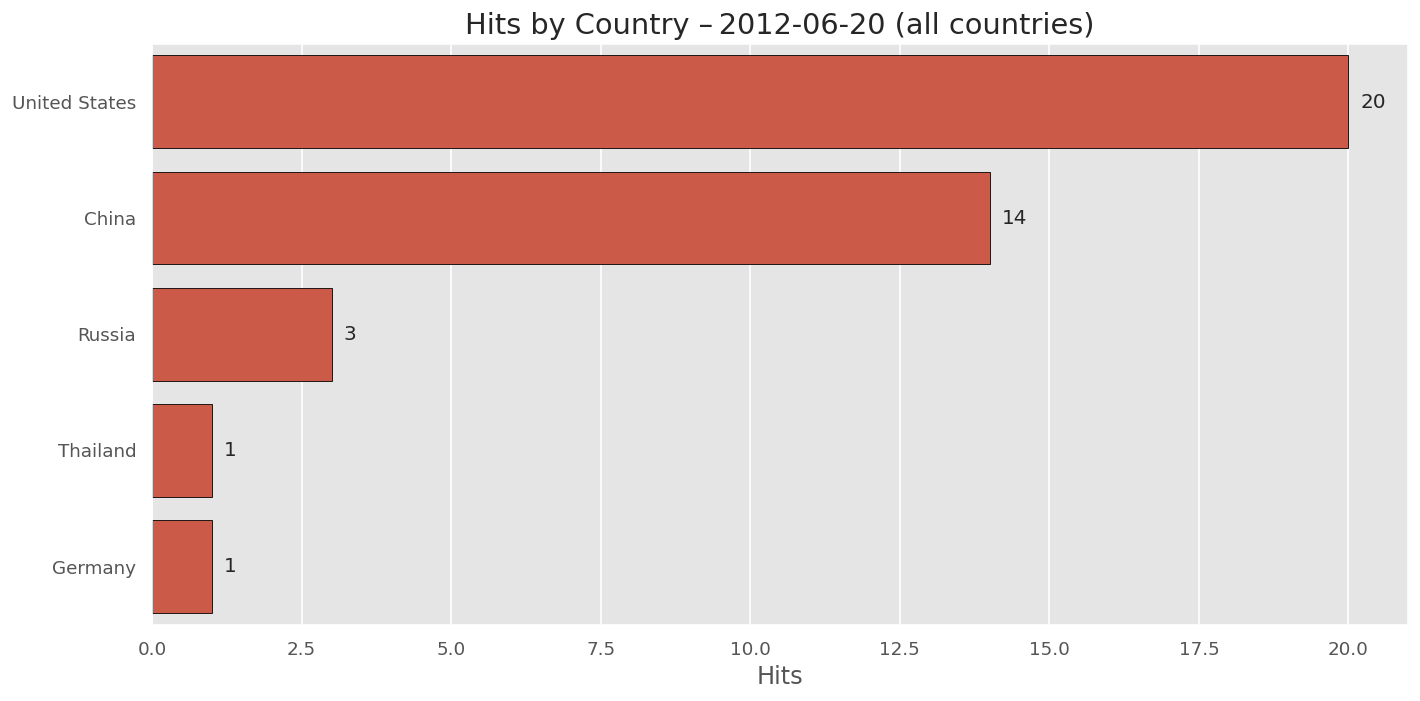 Hits by Country – 2012-06-20 (all countries)
United States 20
China 14
Russia 3
Thailand 1
Germany 1
0.0 2.5 5.0 7.5 10.0 12.5 15.0 17.5 20.0
Hits